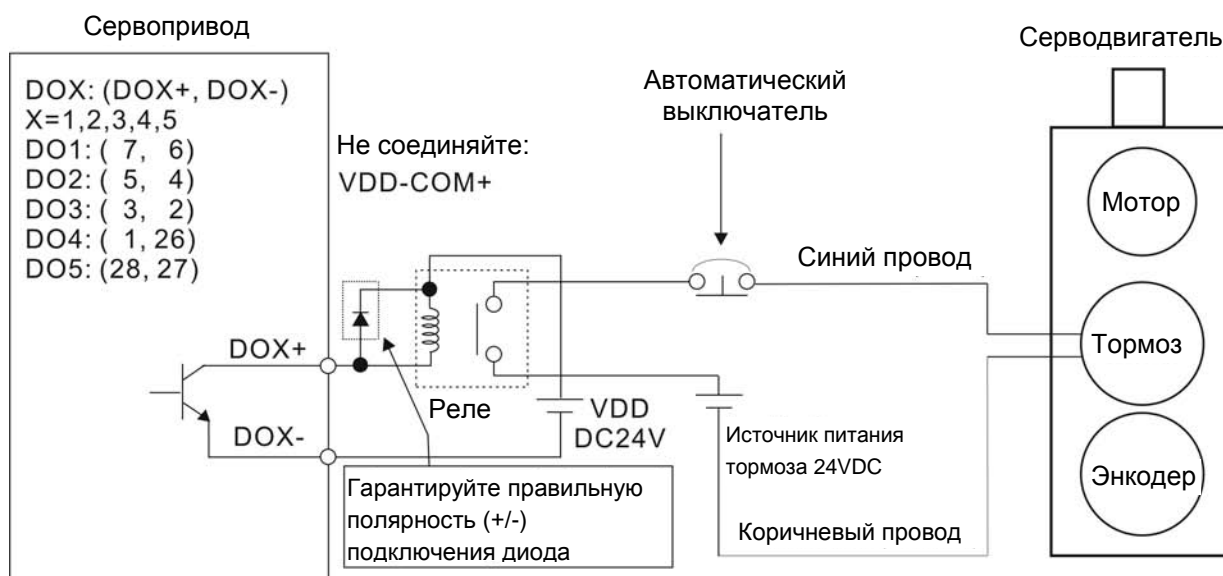 Сервопривод
DOX: (DOX+, DOX-)
X=1,2,3,4,5
DO1: ( 7, 6)
DO2: ( 5, 4)
DO3: ( 3, 2)
DO4: ( 1, 26)
DO5: (28, 27)
Не соединяйте:
VDD-COM+
Автоматический
выключатель
Серводвигатель
Мотор
Синий провод
Тормоз
DOX+
Реле
VDD
DC24V
DOX-
Источник питания
тормоза 24VDC
Энкодер
Гарантируйте правильную
полярность (+/-)
подключения диода
Коричневый провод